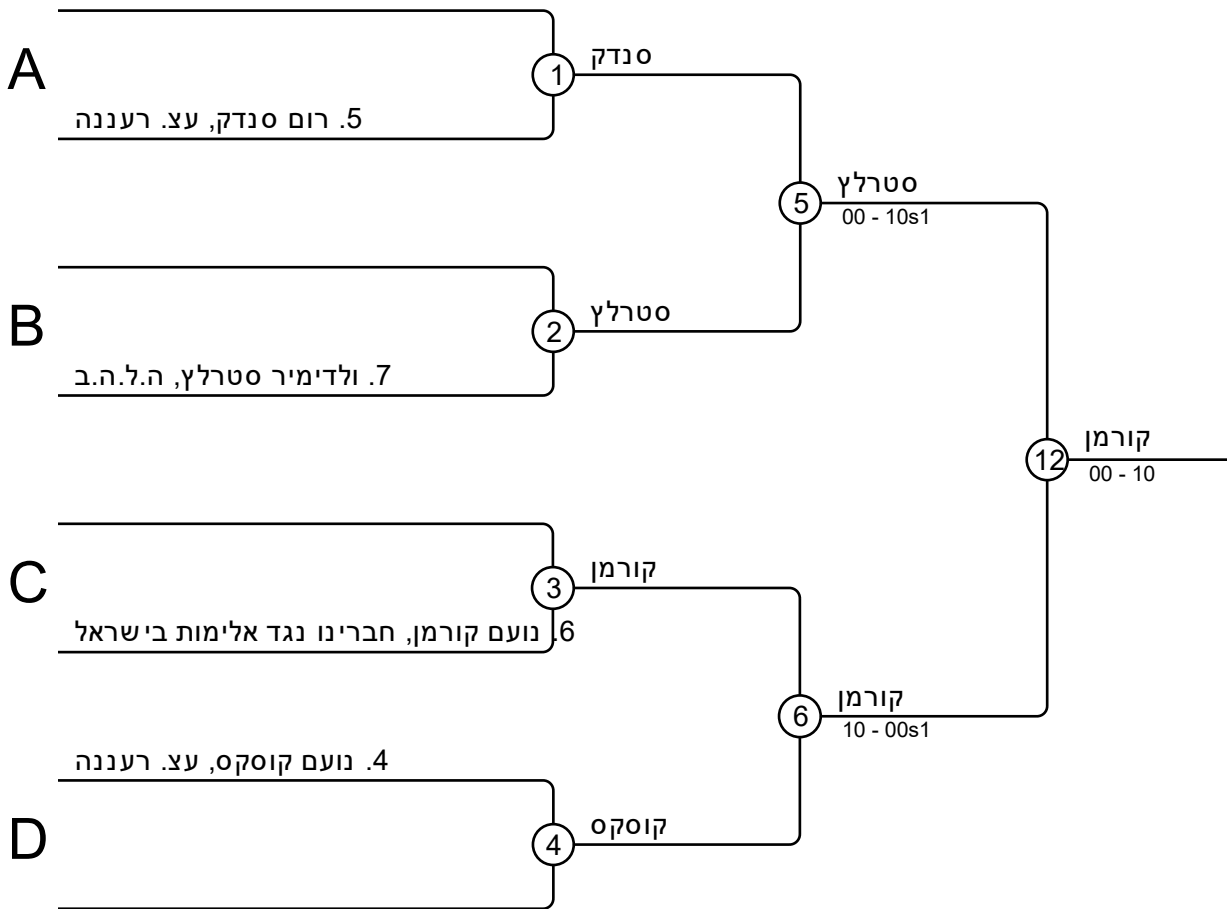 A
1
סנדק
5. רום סנדק, עצ. רעננה
5
סטרלץ
00 - 10s1
B
2
סטרלץ
7. ולדימיר סטרלץ, ה.ל.ה.ב
12
קורמן
00 - 10
C
3
קורמן
6. נועם קורמן, חברינו נגד אלימות בישראל
6
קורמן
10 - 00s1
4. נועם קוסקס, עצ. רעננה
D
4
קוסקס